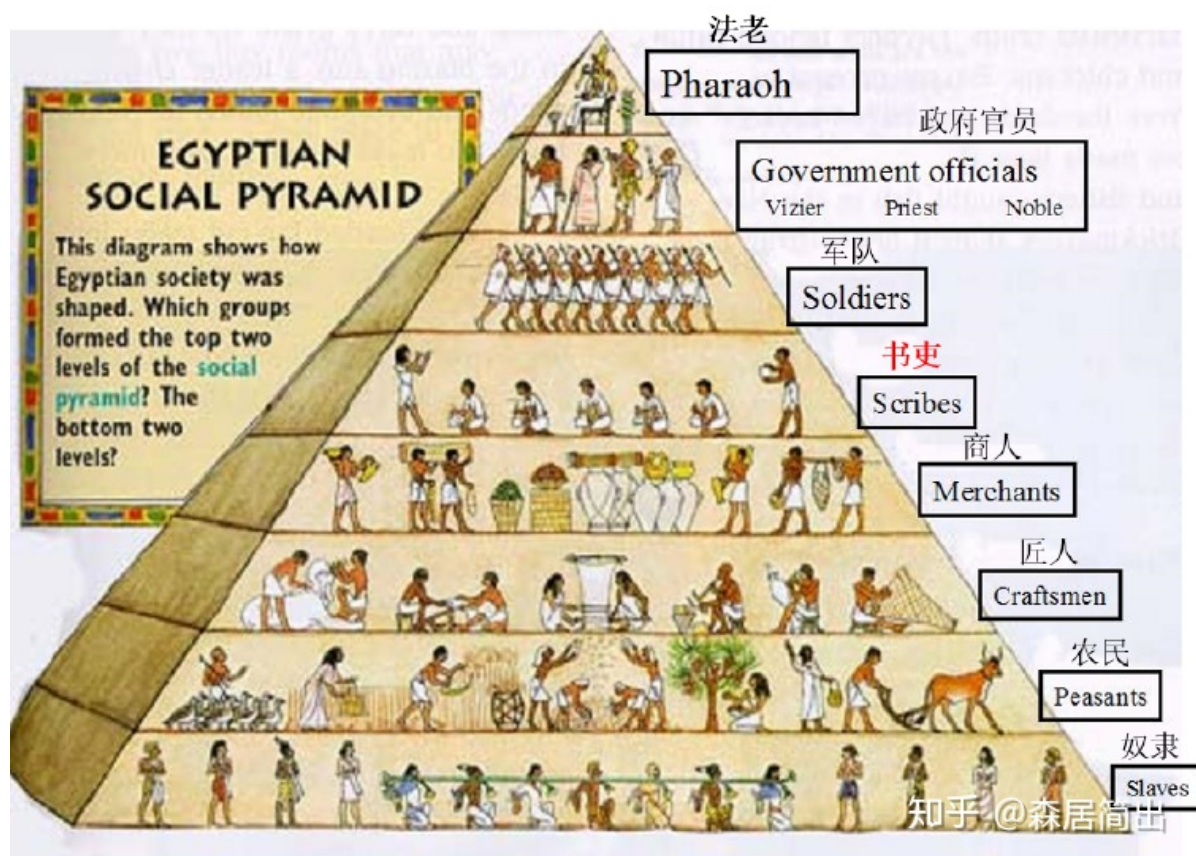 法老
Pharaoh
政府官员
Government officials
Vizier Priest Noble
EGYPTIAN
SOCIAL PYRAMID
This diagram shows how
Egyptian society was
shaped. Which groups
formed the top two
levels of the social
pyramid? The
bottom two
levels?
军队
Soldiers
书吏
Scribes
商人
Merchants
匠人
Craftsmen
农民
Peasants
奴隶
Slaves
知乎 @森居简出